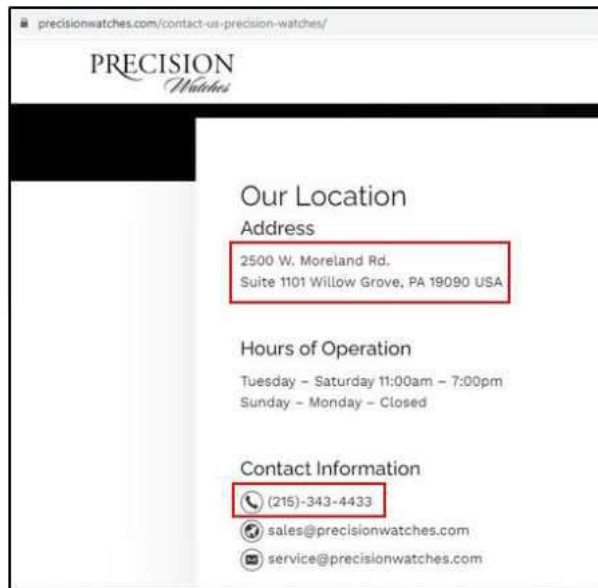 precisionwatches.com/contact-us-precision-watches/
PRECISION
Watches
Our Location
Address
2500 W. Moreland Rd.
Suite 1101 Willow Grove, PA 19090 USA
Hours of Operation
Tuesday – Saturday 11:00am – 7:00pm
Sunday – Monday – Closed
Contact Information
(215)-343-4433
sales@precisionwatches.com
service@precisionwatches.com